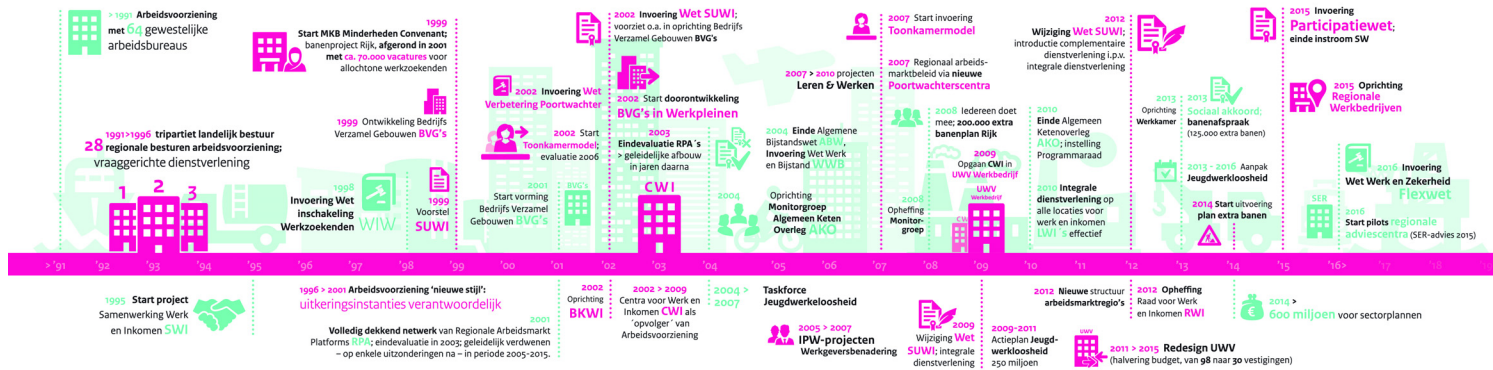 > 1991 Arbeidsvoorziening
met 64 gewestelijke
arbeidsbureaus
1991>1996 tripartiet landelijk bestuur
28 regionale besturen arbeidsvoorziening;
vraaggerichte dienstverlening
1 2 3
1999
Start MKB Minderheden Convenant;
banenproject Rijk, afgerond in 2001
met ca. 70.000 vacatures voor
allochtone werkzoekenden
1999 Ontwikkeling Bedrijfs
Verzamel Gebouwen BVG's
1998
Invoering Wet
inschakeling
Werkzoekenden
WIW
1999
Voorstel
SUWI
2002 Invoering Wet SUWI;
voorziet o.a. in oprichting Bedrijfs
Verzamel Gebouwen BVG's
2002 Invoering Wet
Verbetering Poortwachter
2002 Start
Toonkamermodel;
evaluatie 2006
2001
Start vorming
Bedrijfs Verzamel
Gebouwen BVG's
BVG's
2002 Start doorontwikkeling
BVG's in Werkpleinen
2003
Eindevaluatie RPA´s
> geleidelijke afbouw
in jaren daarna
CWI
2004 Einde Algemene
Bijstandswet ABW,
Invoering Wet Werk
en Bijstand WWB
2004
Oprichting
Monitorgroep
Algemeen Keten
Overleg AKO
2007 Start invoering
Toonkamermodel
2007 > 2010 projecten
Leren & Werken
2007 Regionaal arbeids-
marktbeleid via nieuwe
Poortwachterscentra
2008 Iedereen doet
mee; 200.000 extra
banenplan Rijk
2008
Opheffing
Monitor-
groep
2009
Opgaan CWI in
UWV Werkbedrijf
UWV
Werkbedrijf
CWI
2010
Einde Algemeen
Ketenoverleg
AKO; instelling
Programmaraad
2010 Integrale
dienstverlening op
alle locaties voor
werk en inkomen
LWI´s effectief
2012
Wijziging Wet SUWI;
introductie complementaire
dienstverlening i.p.v.
integrale dienstverlening
2013
Oprichting
Werkkamer
2013
Sociaal akkoord;
banenafspraak
(125.000 extra banen)
2013 - 2016 Aanpak
Jeugdwerkloosheid
2014 Start uitvoering
plan extra banen
2015 Invoering
Participatiewet;
einde instroom SW
2015 Oprichting
Regionale
Werkbedrijven
2016 Invoering
Wet Werk en Zekerheid
Flexwet
SER
2016
Start pilots regionale
adviescentra (SER-advies 2015)
> '91 '92 '93 '94 '95 '96 '97 '98 '99 '00 '01 '02 '03 '04 '05 '06 '07 '08 '09 '10 '11 '12 '13 '14 '15 '16 '17 '18 '19
1995 Start project
Samenwerking Werk
en Inkomen SWI
1996 > 2001 Arbeidsvoorziening 'nieuwe stijl':
uitkeringsinstanties verantwoordelijk
2001
Volledig dekkend netwerk van Regionale Arbeidsmarkt
Platforms RPA; eindevaluatie in 2003; geleidelijk verdwenen
– op enkele uitzonderingen na – in periode 2005-2015.
2002
Oprichting
BKWI
2002 > 2009
Centra voor Werk en
Inkomen CWI als
´opvolger´ van
Arbeidsvoorziening
2004 >
2007
Taskforce
Jeugdwerkeloosheid
2005 > 2007
IPW-projecten
Werkgeversbenadering
2009
Wijziging Wet
SUWI; integrale
dienstverlening
2009-2011
Actieplan Jeugd-
werkloosheid
250 miljoen
2012 Nieuwe structuur
arbeidsmarktregio's
UWV
2011 > 2015 Redesign UWV
(halvering budget, van 98 naar 30 vestigingen)
2012 Opheffing
Raad voor Werk
en Inkomen RWI
2014 >
600 miljoen voor sectorplannen